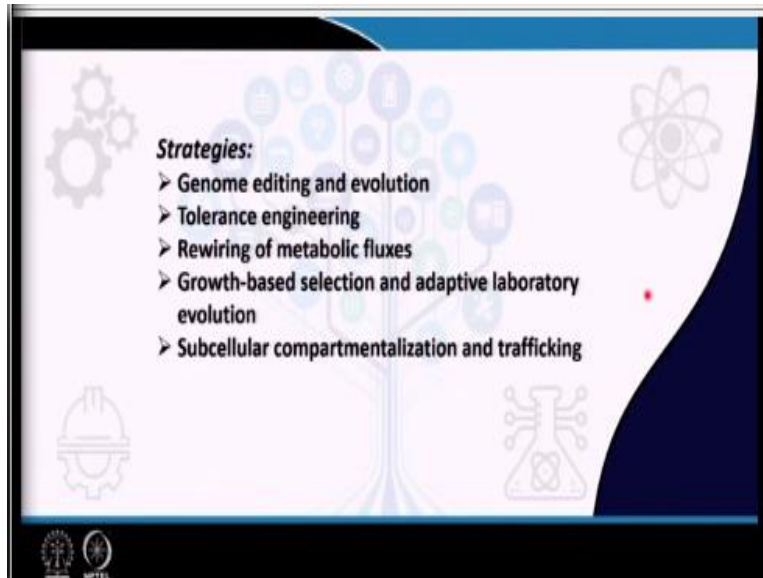 Strategies:
➢ Genome editing and evolution
➢ Tolerance engineering
➢ Rewiring of metabolic fluxes
➢ Growth-based selection and adaptive laboratory
evolution
➢ Subcellular compartmentalization and trafficking
NPTEL